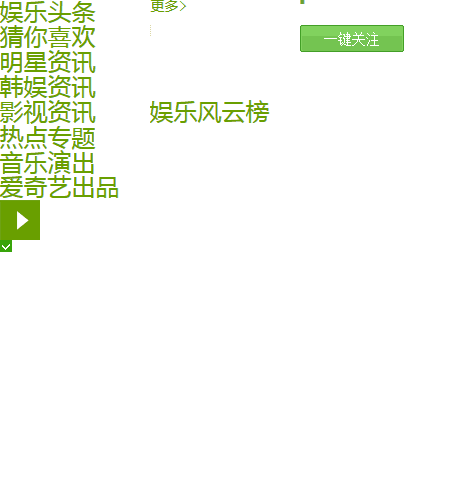 娱乐头条
猜你喜欢
明星资讯
韩娱资讯
影视资讯
热点专题
音乐演出
爱奇艺出品
更多>
一键关注
娱乐风云榜